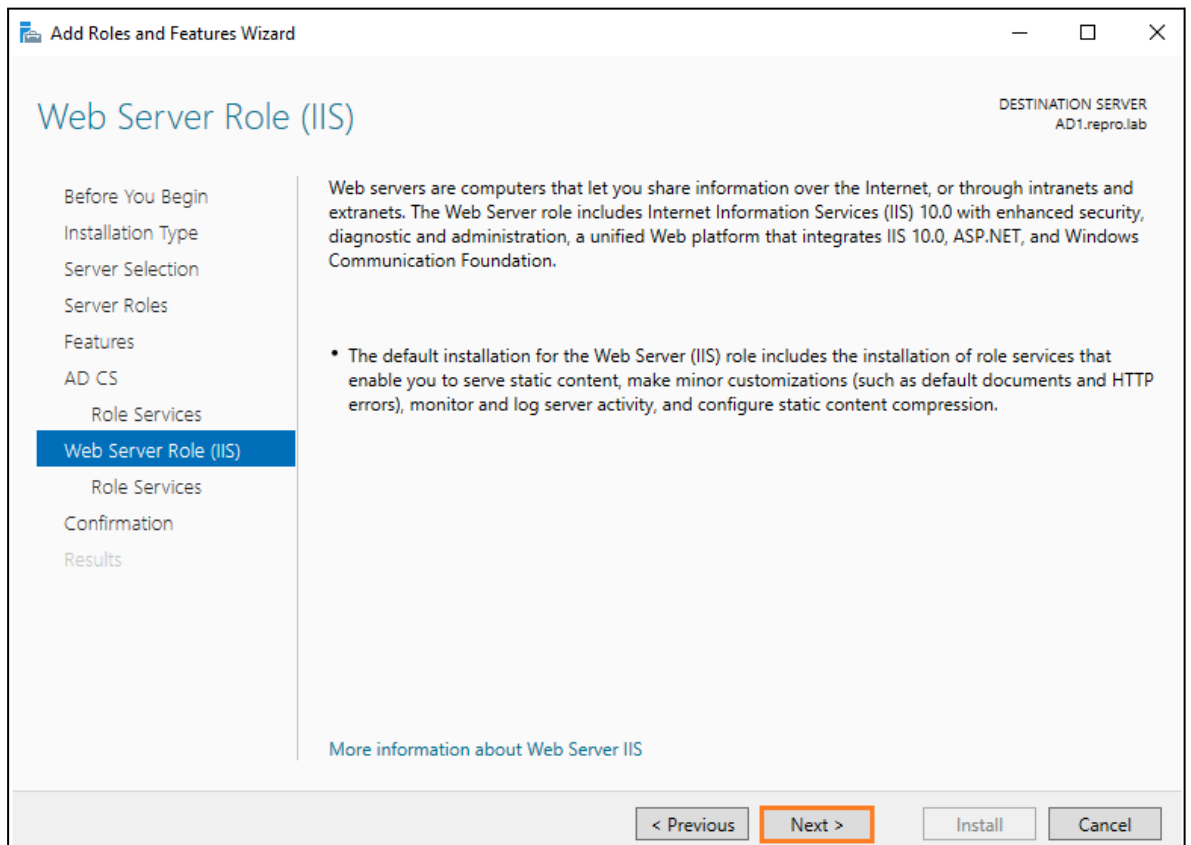 Add Roles and Features Wizard
Web Server Role (IIS)
DESTINATION SERVER
AD1.repro.lab
Before You Begin
Installation Type
Server Selection
Server Roles
Features
AD CS
Role Services
Web Server Role (IIS)
Role Services
Confirmation
Results
Web servers are computers that let you share information over the Internet, or through intranets and
extranets. The Web Server role includes Internet Information Services (IIS) 10.0 with enhanced security,
diagnostic and administration, a unified Web platform that integrates IIS 10.0, ASP.NET, and Windows
Communication Foundation.
• The default installation for the Web Server (IIS) role includes the installation of role services that
enable you to serve static content, make minor customizations (such as default documents and HTTP
errors), monitor and log server activity, and configure static content compression.
More information about Web Server IIS
< Previous
Next >
Install
Cancel